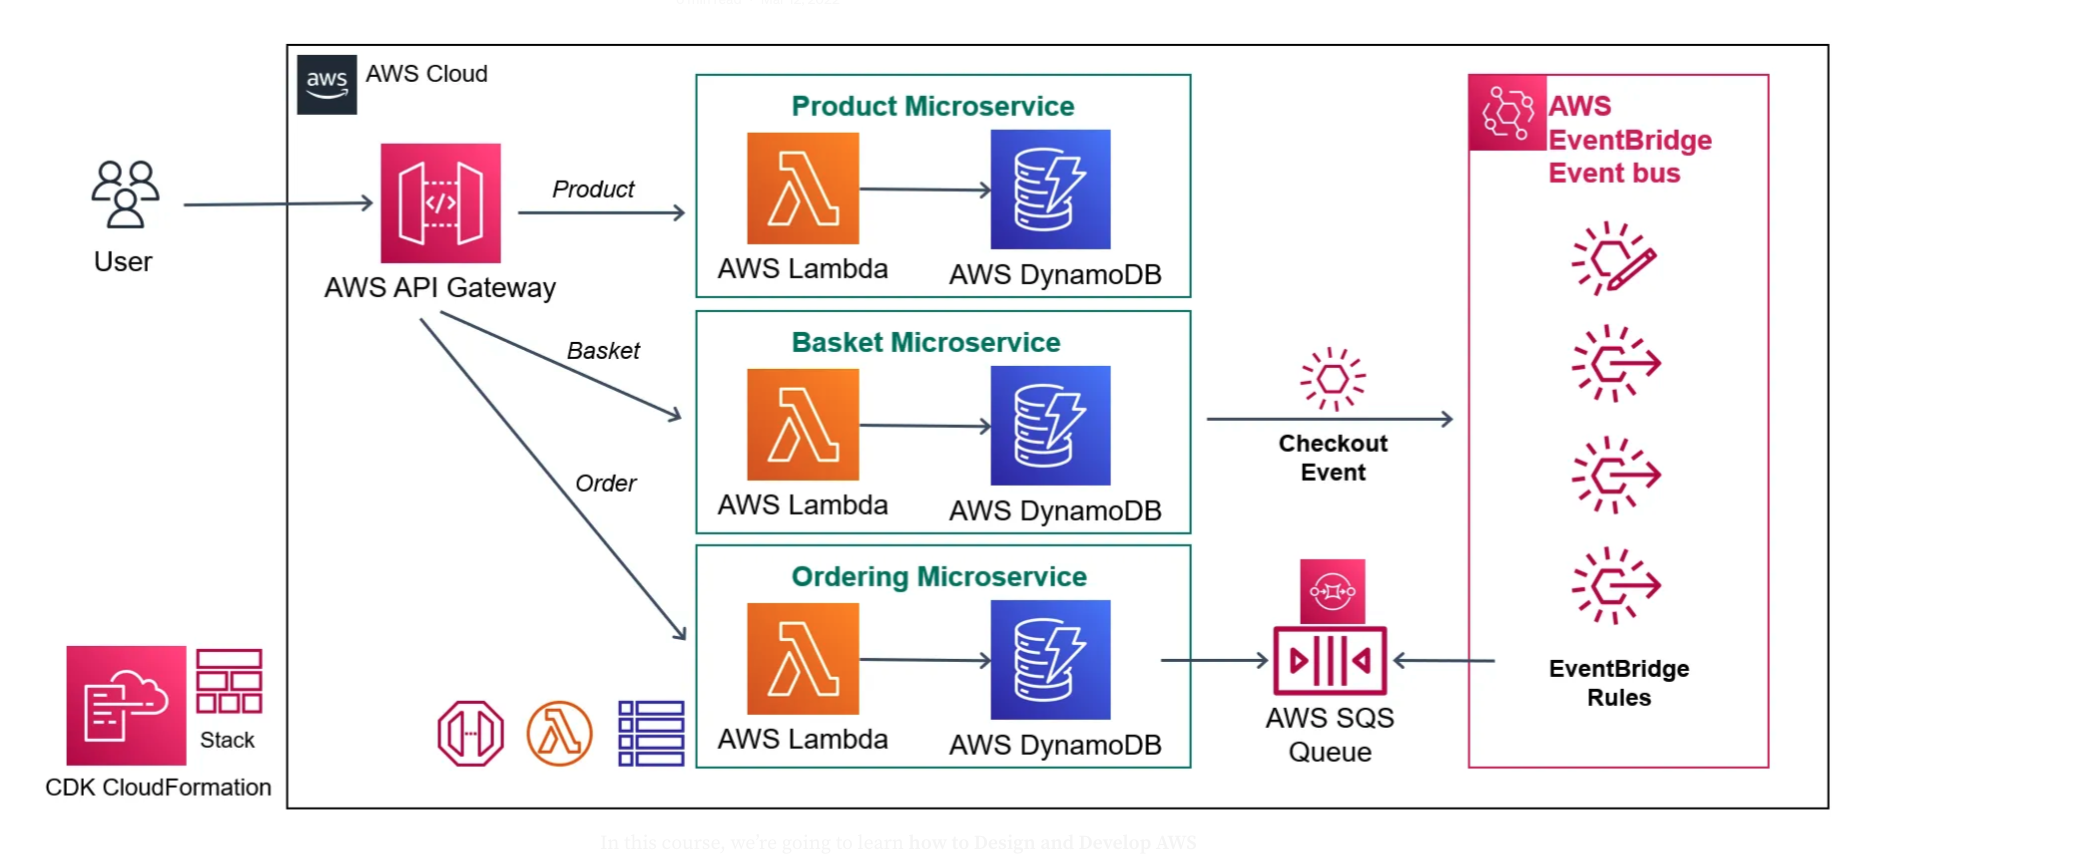 aws
AWS Cloud
User
AWS API Gateway
Product
Basket
Order
Product Microservice
AWS Lambda
AWS DynamoDB
Basket Microservice
AWS Lambda
AWS DynamoDB
Ordering Microservice
AWS Lambda
AWS DynamoDB
Checkout
Event
AWS SQS
Queue
AWS
EventBridge
Event bus
EventBridge
Rules
Stack
CDK CloudFormation
In this course, we're going to learn how to Design and Develop AWS